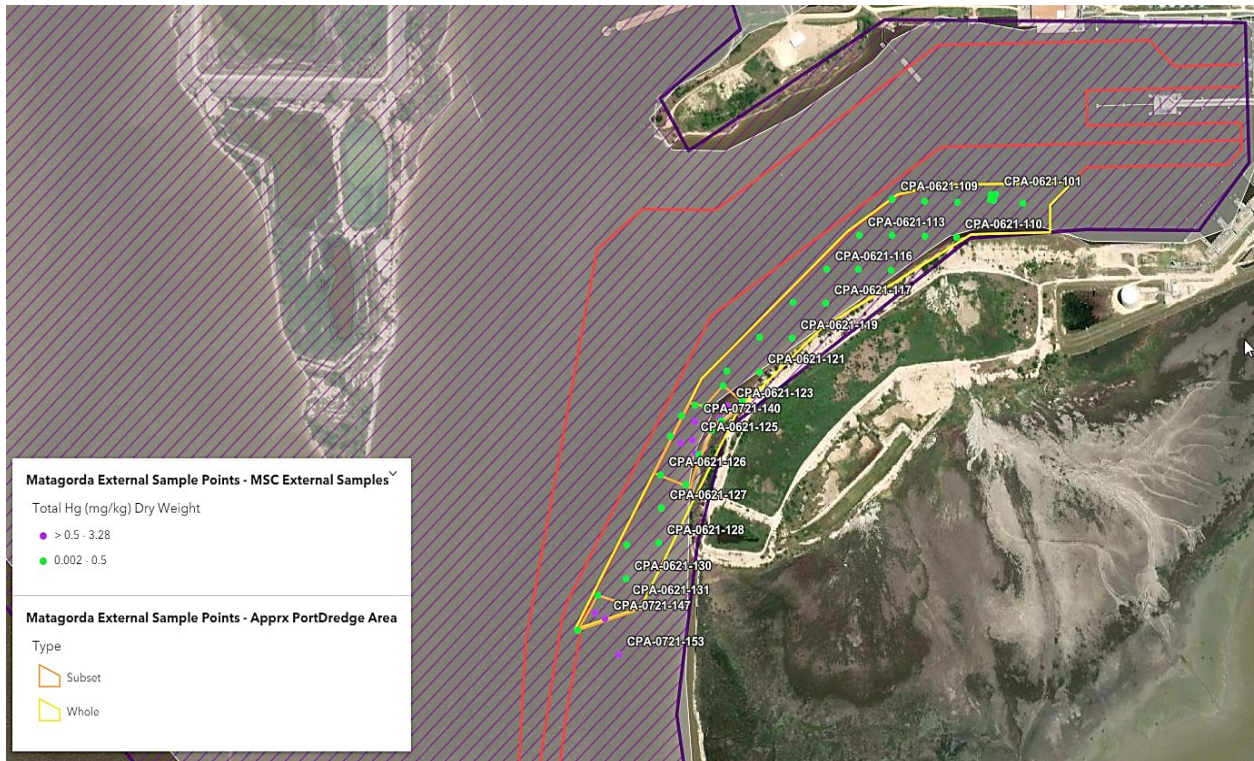 CPA-0621-109
CPA-0621-101
CPA-0621-113
CPA-0621-110
CPA-0621-116
CPA-0621-117
CPA-0621-119
CPA-0621-121
CPA-0621-123
CPA-0721-140
CPA-0621-125
CPA-0621-126
CPA-0621-127
CPA-0621-128
CPA-0621-130
CPA-0621-131
CPA-0721-147
CPA-0721-153
Matagorda External Sample Points - MSC External Samples
Total Hg (mg/kg) Dry Weight
> 0.5 - 3.28
0.002 - 0.5
Matagorda External Sample Points - Apprx PortDredge Area
Type
Subset
Whole